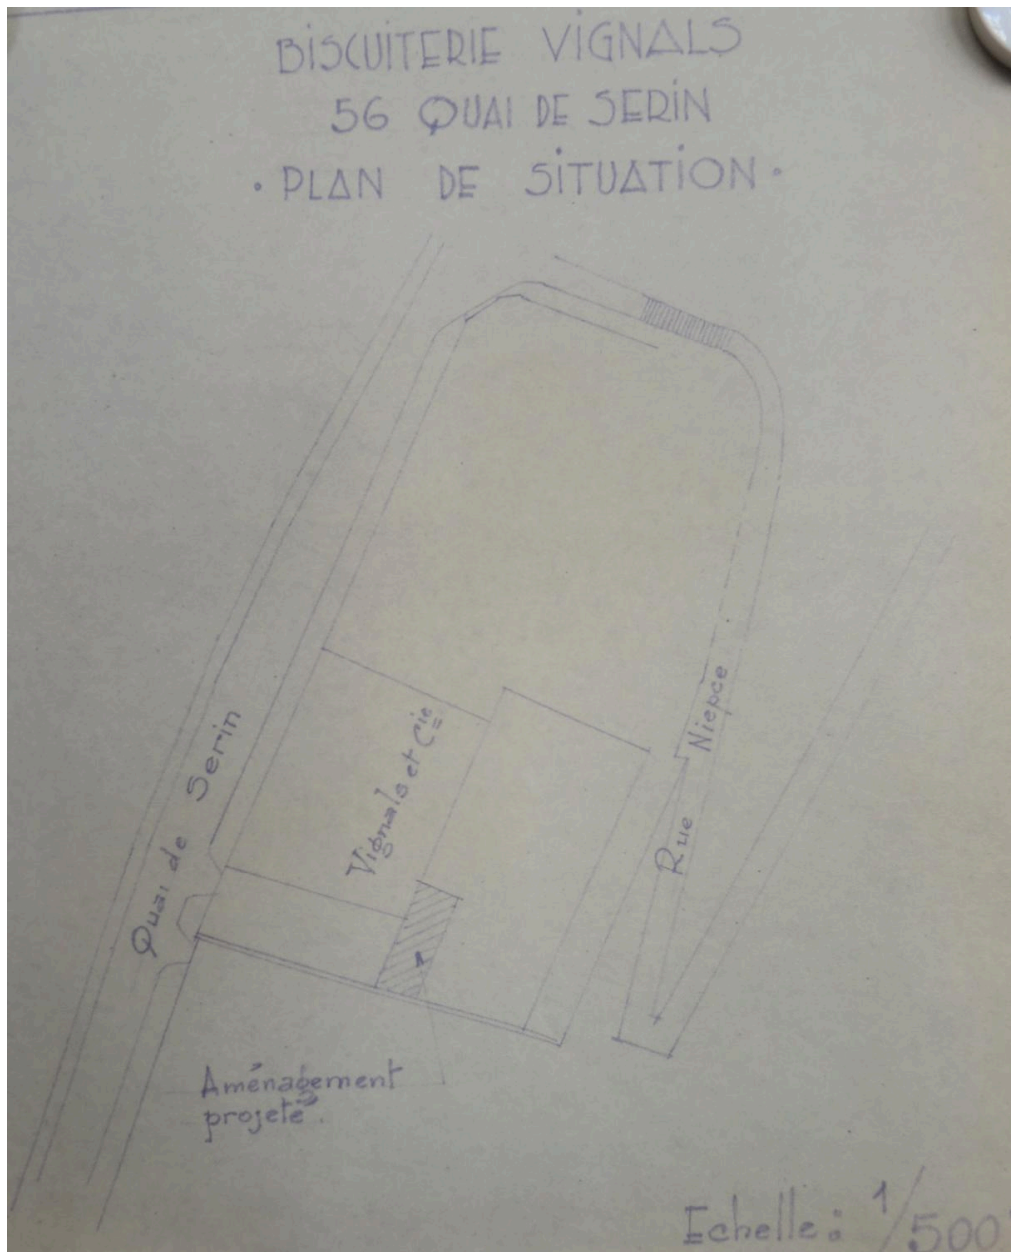 BISCUITERIE VIGNALS
56 QUAI DE SERIN
• PLAN DE SITUATION •
Quai de Serin
Vignals et Cie
Rue Niepce
Aménagement
projeté.
Echelle : 1/500